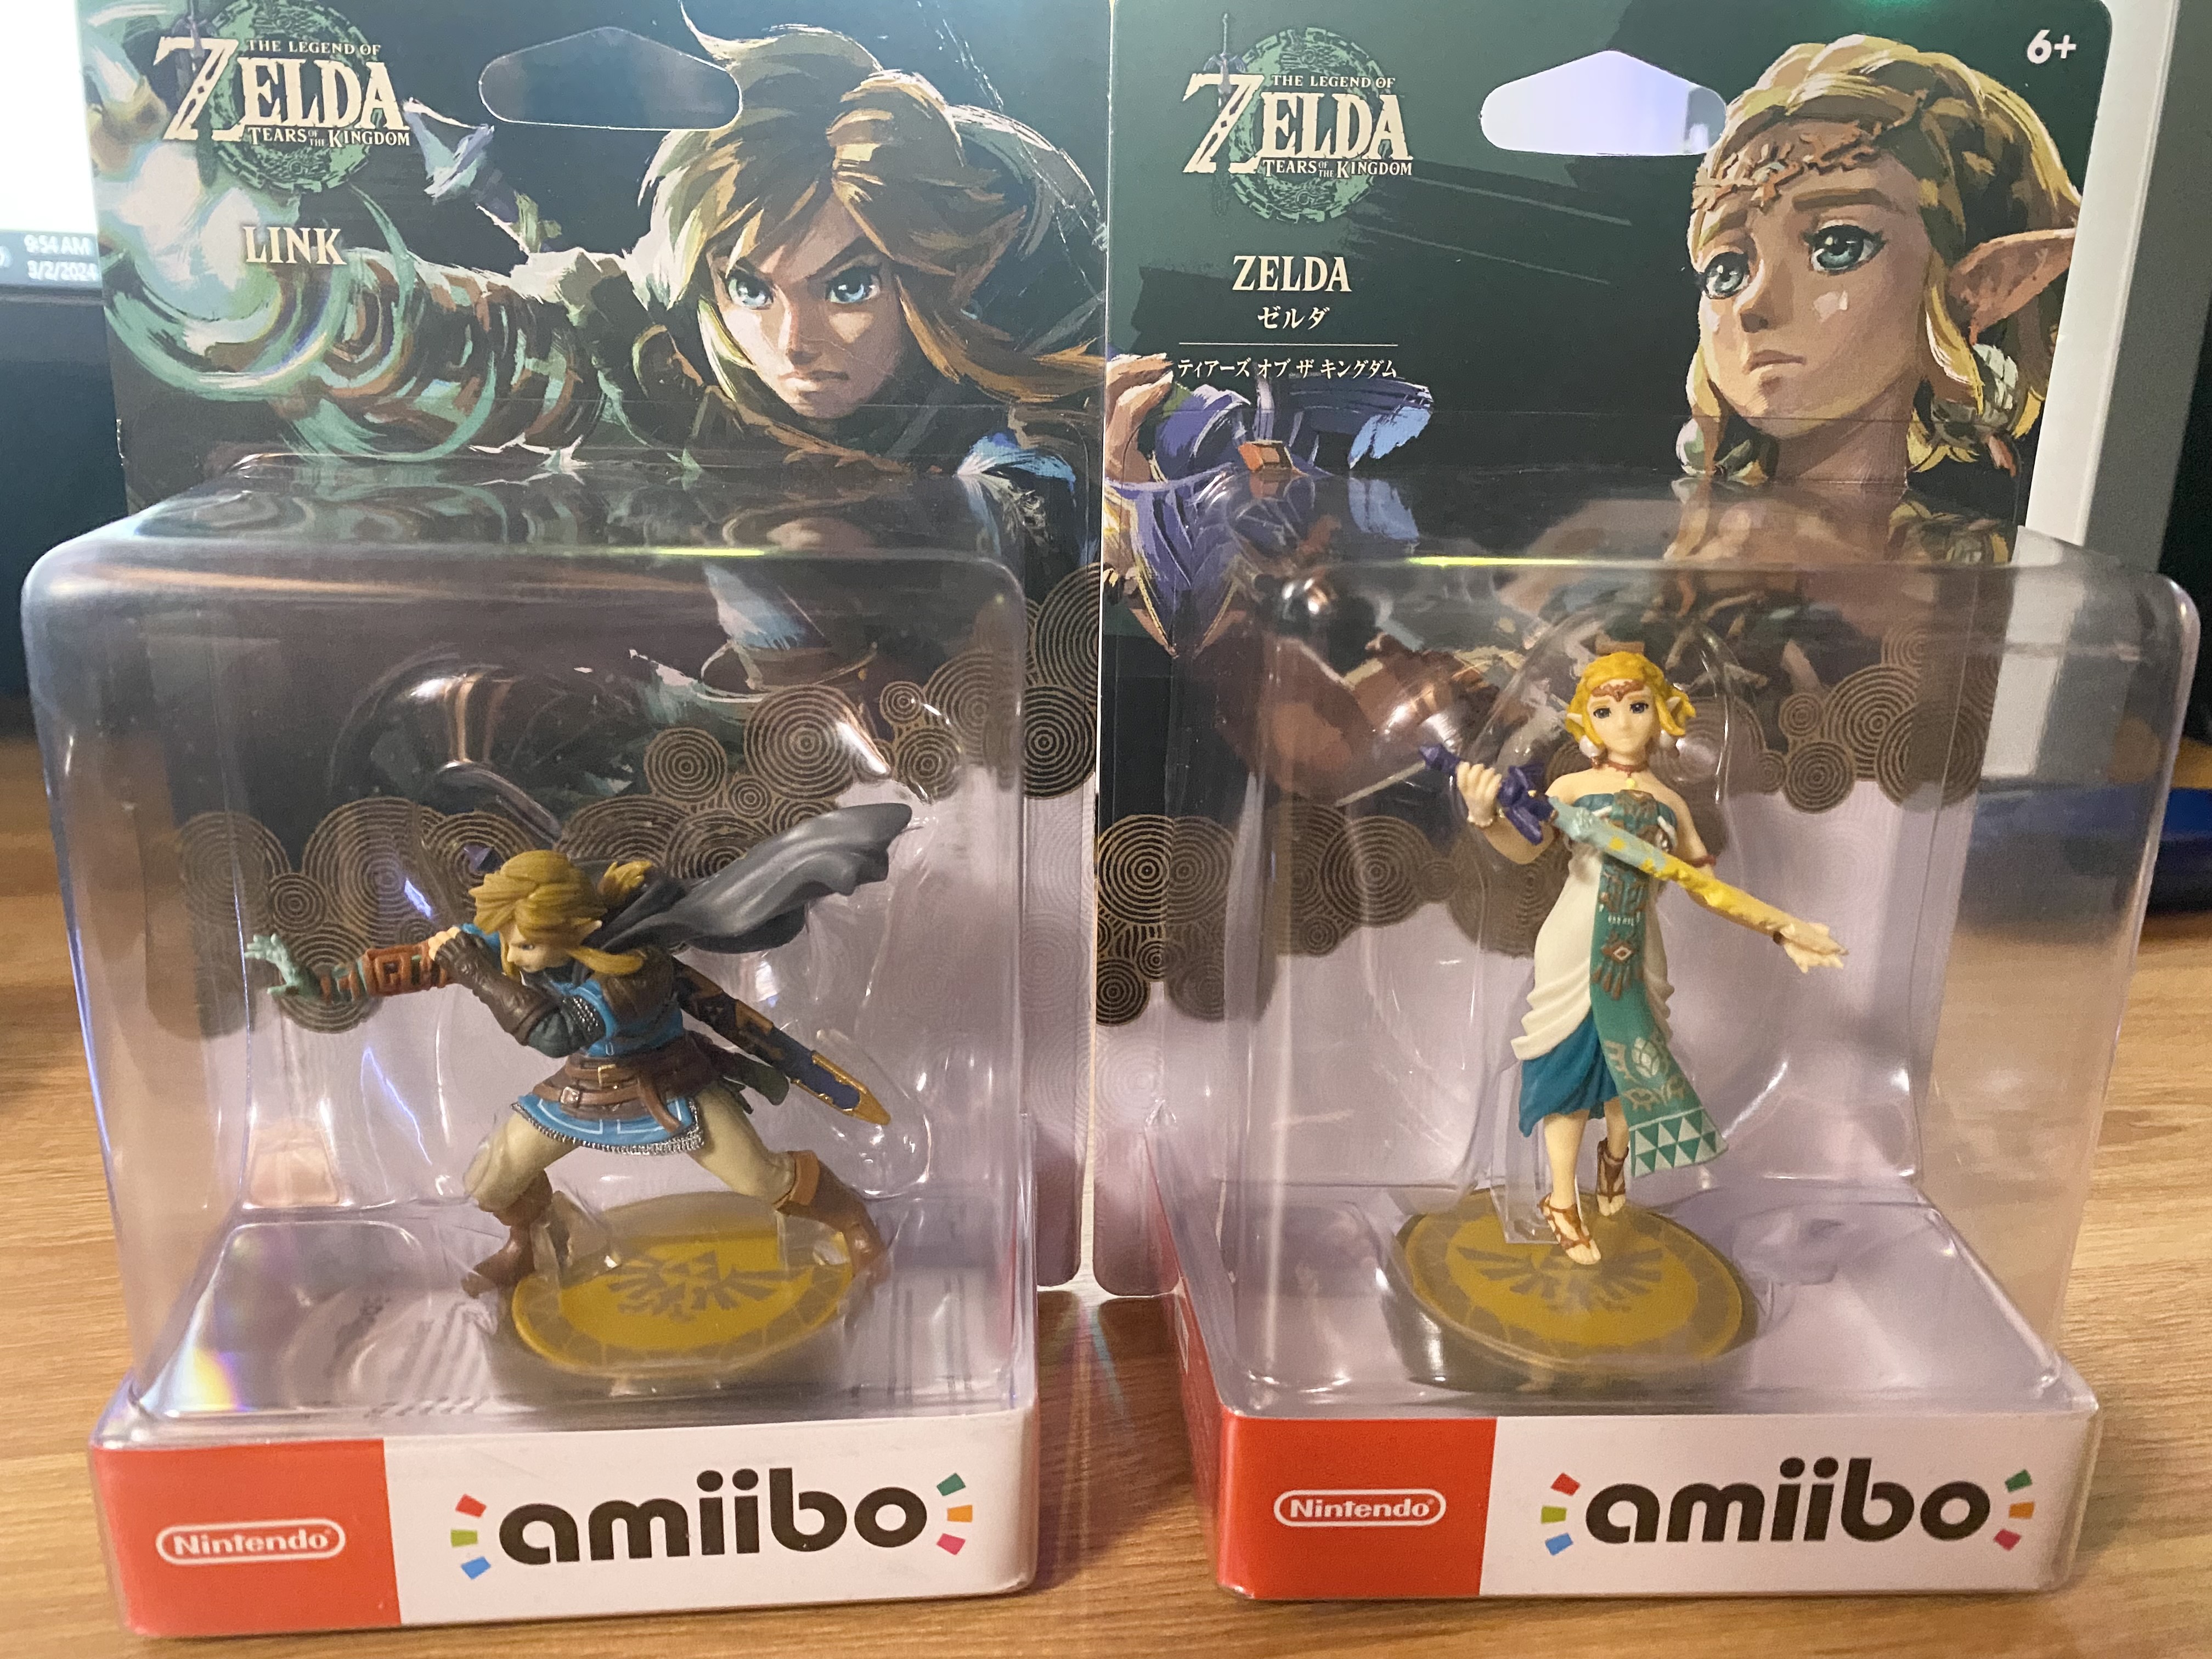 THE LEGEND OF
ZELDA
TEARS OF THE KINGDOM
LINK
9:54 AM
3/2/2024
Nintendo
amiibo
THE LEGEND OF
ZELDA
TEARS OF THE KINGDOM
6+
ZELDA
ゼルダ
ティアーズ オブ ザ キングダム
Nintendo
amiibo